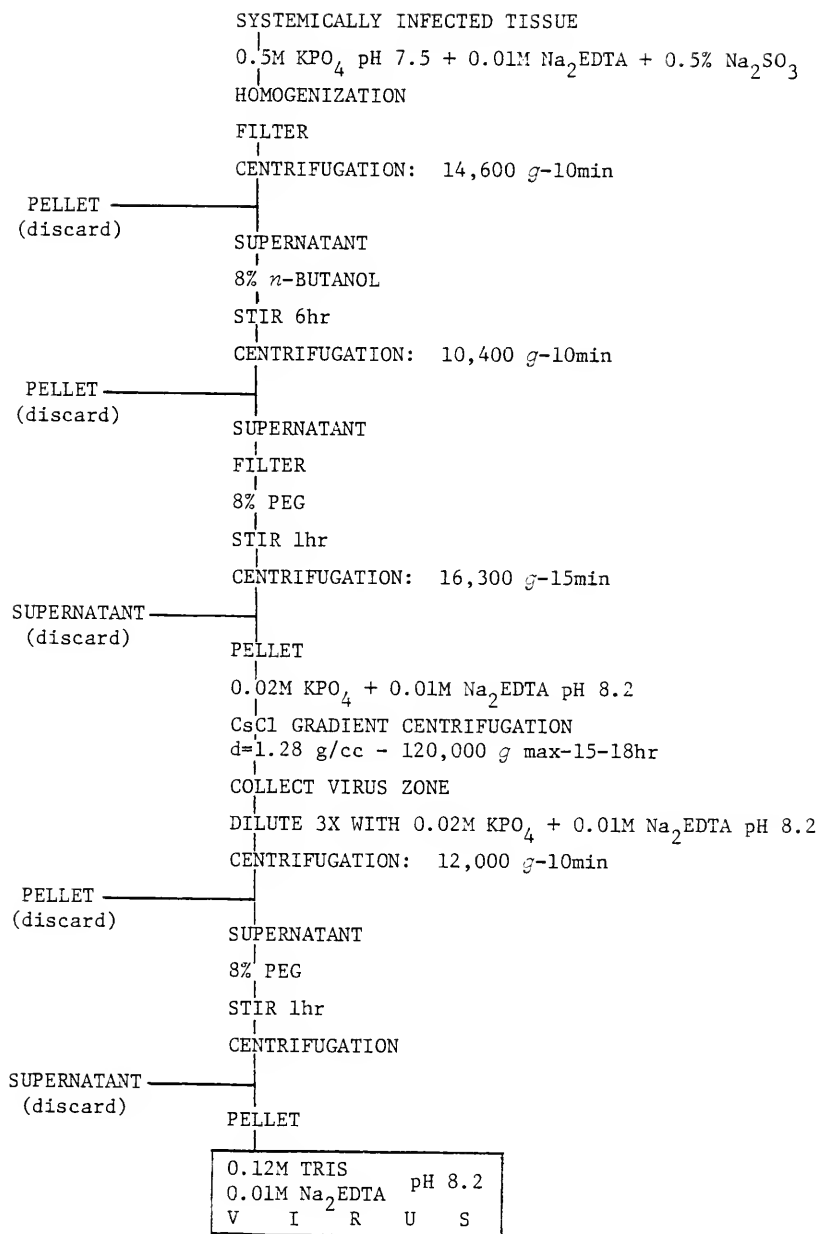 SYSTEMICALLY INFECTED TISSUE
0.5M KPO4 pH 7.5 + 0.01M Na2EDTA + 0.5% Na2SO3
HOMOGENIZATION
FILTER
CENTRIFUGATION: 14,600 g-10min
PELLET
(discard)
SUPERNATANT
8% n-BUTANOL
STIR 6hr
CENTRIFUGATION: 10,400 g-10min
PELLET
(discard)
SUPERNATANT
FILTER
8% PEG
STIR 1hr
CENTRIFUGATION: 16,300 g-15min
SUPERNATANT
(discard)
PELLET
0.02M KPO4 + 0.01M Na2EDTA pH 8.2
CsCl GRADIENT CENTRIFUGATION
d=1.28 g/cc - 120,000 g max-15-18hr
COLLECT VIRUS ZONE
DILUTE 3X WITH 0.02M KPO4 + 0.01M Na2EDTA pH 8.2
CENTRIFUGATION: 12,000 g-10min
PELLET
(discard)
SUPERNATANT
8% PEG
STIR 1hr
CENTRIFUGATION
SUPERNATANT
(discard)
PELLET
0.12M TRIS
0.01M Na2EDTA pH 8.2
V I R U S